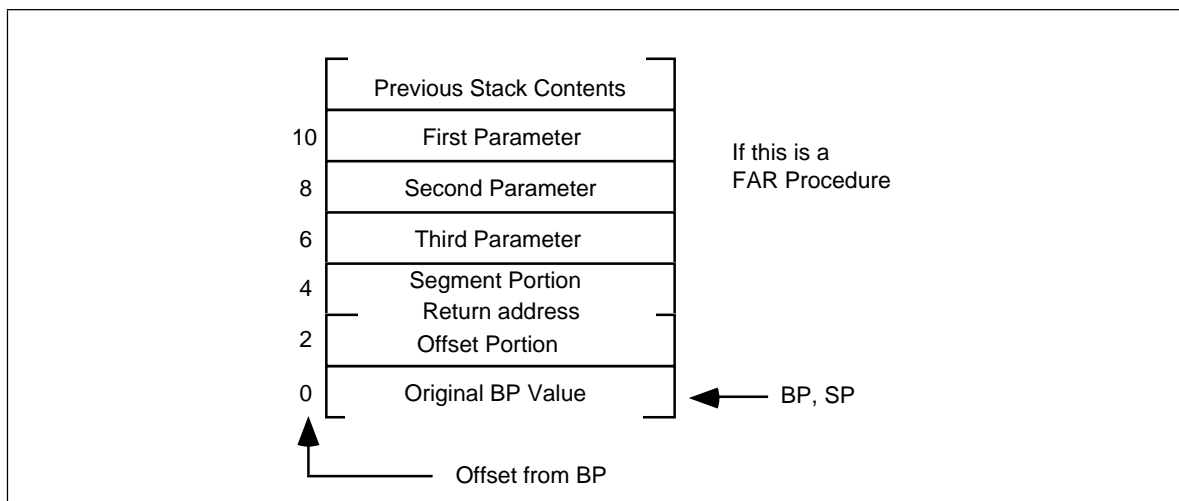 Previous Stack Contents
10 First Parameter
If this is a
FAR Procedure
8 Second Parameter
6 Third Parameter
4 Segment Portion
Return address
2 Offset Portion
0 Original BP Value
BP, SP
Offset from BP